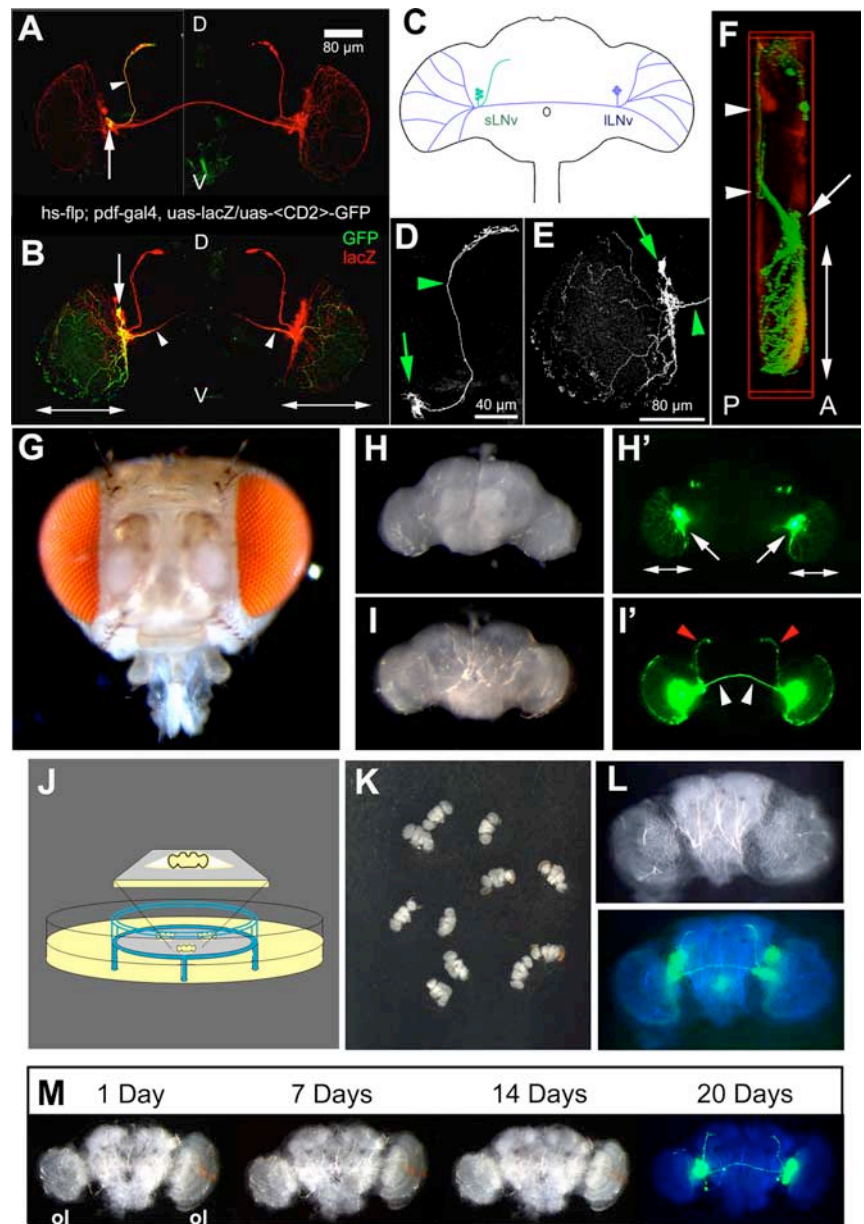 A
D
80 µm
V
hs-flp; pdf-gal4, uas-lacZ/uas-<CD2>-GFP
B
D
GFP
lacZ
V
C
sLNv
lLNv
D
40 µm
E
80 µm
F
P
A
G
H
H'
I
I'
J
K
L
M
1 Day
7 Days
14 Days
20 Days
ol
ol